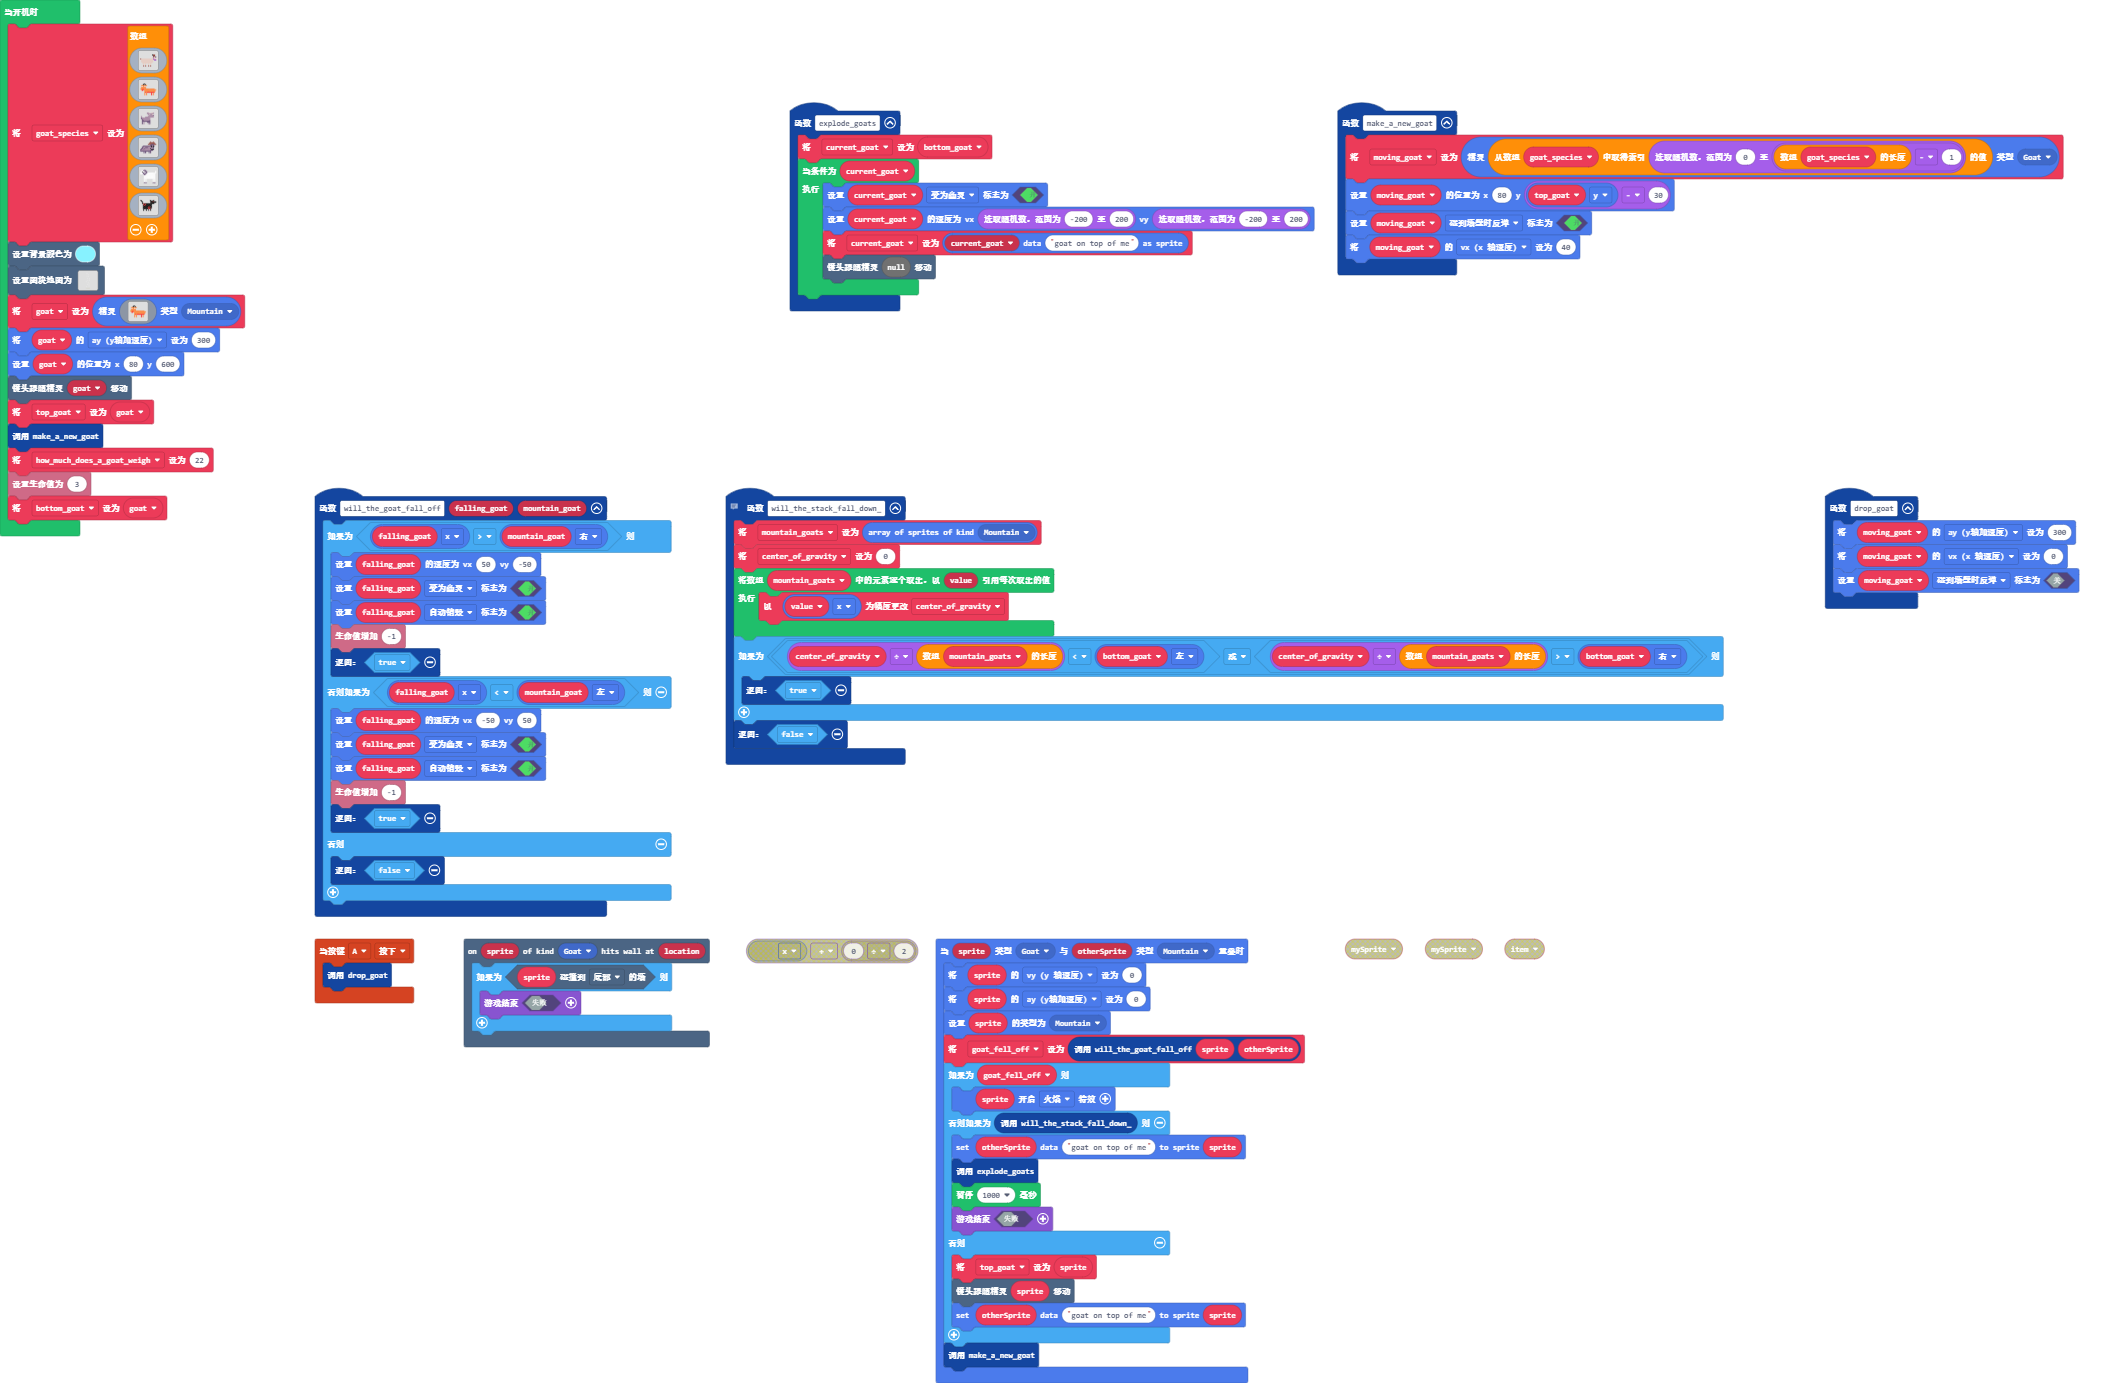 当开机时
将 goat_species 设为 数组
设置背景颜色为
设置图块地图为
将 goat 设为 精灵 类型 Mountain
将 goat 的 ay (y轴加速度) 设为 300
设置 goat 的位置为 x 80 y 600
镜头跟随精灵 goat 移动
将 top_goat 设为 goat
调用 make_a_new_goat
将 how_much_does_a_goat_weigh 设为 22
设置生命值为 3
将 bottom_goat 设为 goat
函数 explode_goats
将 current_goat 设为 bottom_goat
当条件为 current_goat
执行
设置 current_goat 变为幽灵 标志为
设置 current_goat 的速度为 vx 选取随机数，范围为 -200 至 200 vy 选取随机数，范围为 -200 至 200
将 current_goat 设为 current_goat data "goat on top of me" as sprite
镜头跟随精灵 null 移动
函数 make_a_new_goat
将 moving_goat 设为 精灵 从数组 goat_species 中取得索引 选取随机数，范围为 0 至 数组 goat_species 的长度 - 1 的值 类型 Goat
设置 moving_goat 的位置为 x 80 y top_goat y - 30
设置 moving_goat 碰到场壁时反弹 标志为
将 moving_goat 的 vx (x 轴速度) 设为 40
函数 will_the_goat_fall_off falling_goat mountain_goat
如果为 falling_goat x > mountain_goat 右 则
设置 falling_goat 的速度为 vx 50 vy -50
设置 falling_goat 变为幽灵 标志为
设置 falling_goat 自动销毁 标志为
生命值增加 -1
返回: true
否则如果为 falling_goat x < mountain_goat 左 则
设置 falling_goat 的速度为 vx -50 vy 50
设置 falling_goat 变为幽灵 标志为
设置 falling_goat 自动销毁 标志为
生命值增加 -1
返回: true
否则
返回: false
函数 will_the_stack_fall_down_
将 mountain_goats 设为 array of sprites of kind Mountain
将 center_of_gravity 设为 0
将数组 mountain_goats 中的元素逐个取出，以 value 引用每次取出的值
执行 以 value x 为幅度更改 center_of_gravity
如果为 center_of_gravity ÷ 数组 mountain_goats 的长度 < bottom_goat 左 或 center_of_gravity ÷ 数组 mountain_goats 的长度 > bottom_goat 右 则
返回: true
返回: false
函数 drop_goat
将 moving_goat 的 ay (y轴加速度) 设为 300
将 moving_goat 的 vx (x 轴速度) 设为 0
设置 moving_goat 碰到场壁时反弹 标志为 关
当按键 A 按下
调用 drop_goat
on sprite of kind Goat hits wall at location
如果为 sprite 碰撞到 底部 的墙 则
游戏结束 失败
x ÷ 0 ÷ 2
当 sprite 类型 Goat 与 otherSprite 类型 Mountain 重叠时
将 sprite 的 vy (y 轴速度) 设为 0
将 sprite 的 ay (y轴加速度) 设为 0
设置 sprite 的类型为 Mountain
将 goat_fell_off 设为 调用 will_the_goat_fall_off sprite otherSprite
如果为 goat_fell_off 则
sprite 开启 火焰 特效
否则如果为 调用 will_the_stack_fall_down_ 则
set otherSprite data "goat on top of me" to sprite sprite
调用 explode_goats
暂停 1000 毫秒
游戏结束 失败
否则
将 top_goat 设为 sprite
镜头跟随精灵 sprite 移动
set otherSprite data "goat on top of me" to sprite sprite
调用 make_a_new_goat
mySprite
mySprite
item